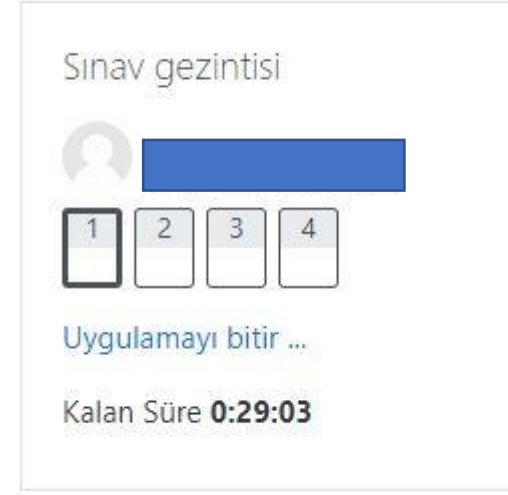 Sınav gezintisi
1 2 3 4
Uygulamayı bitir ...
Kalan Süre 0:29:03